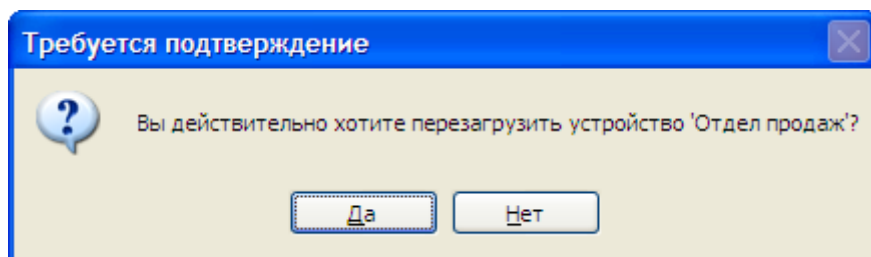 Требуется подтверждение
Вы действительно хотите перезагрузить устройство 'Отдел продаж'?
Да
Нет